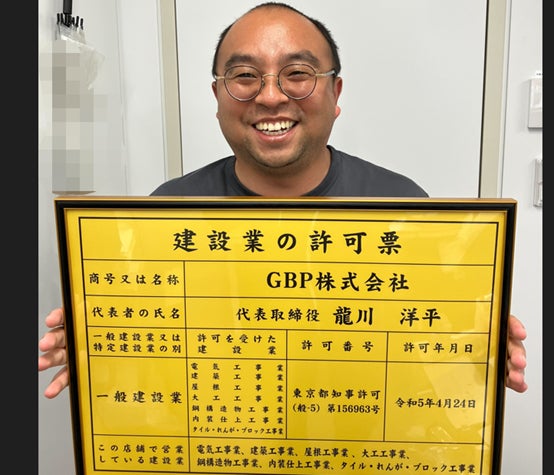 建設業の許可票
商号又は名称 GBP株式会社
代表者の氏名 代表取締役 龍川 洋平
一般建設業又は特定建設業の別 許可を受けた建設業 許可番号 許可年月日
一般建設業
電気工事業
建築工事業
屋根工事業
大工工事業
鋼構造物工事業
内装仕上工事業
タイル・れんが・ブロック工事業
東京都知事許可
(般-5) 第156963号
令和5年4月24日
この店舗で営業している建設業
電気工事業、建築工事業、屋根工事業、大工工事業、
鋼構造物工事業、内装仕上工事業、タイル・れんが・ブロック工事業